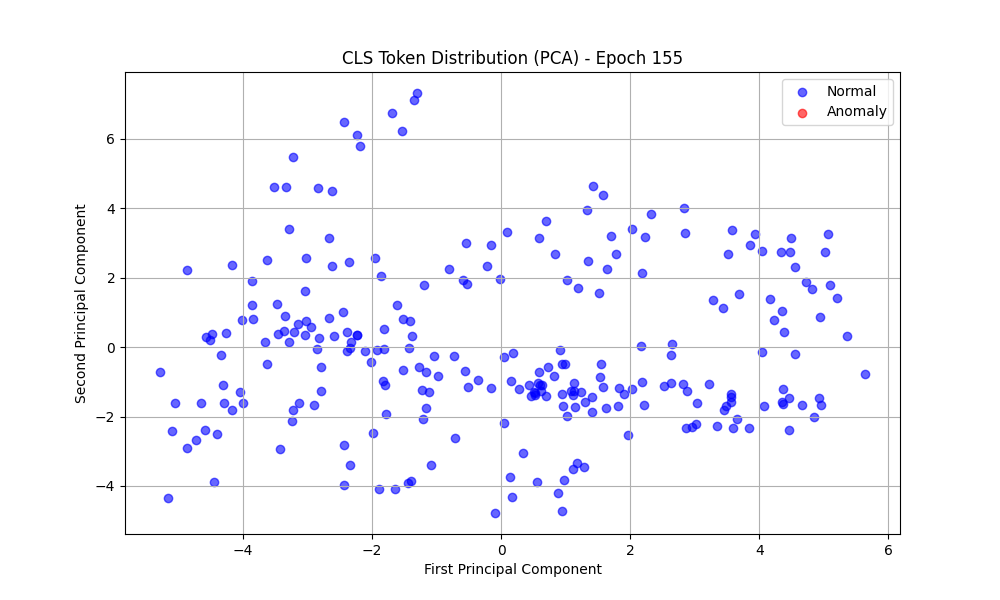 CLS Token Distribution (PCA) - Epoch 155
Normal
Anomaly
Second Principal Component
6
4
2
0
−2
−4
−4
−2
0
2
4
6
First Principal Component